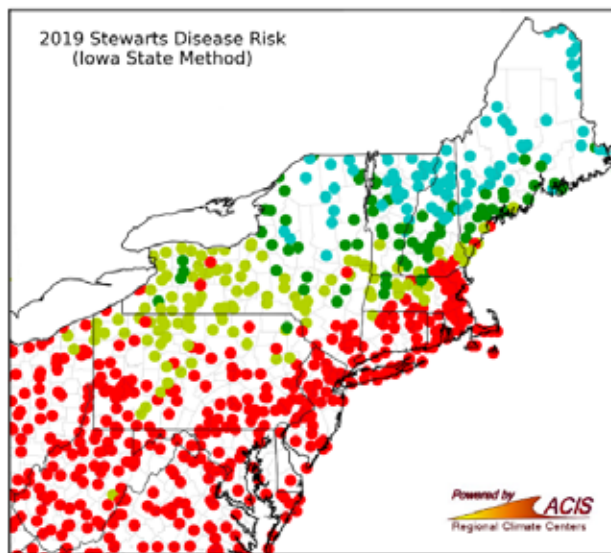 2019 Stewarts Disease Risk
(Iowa State Method)
Powered by
ACIS
Regional Climate Centers